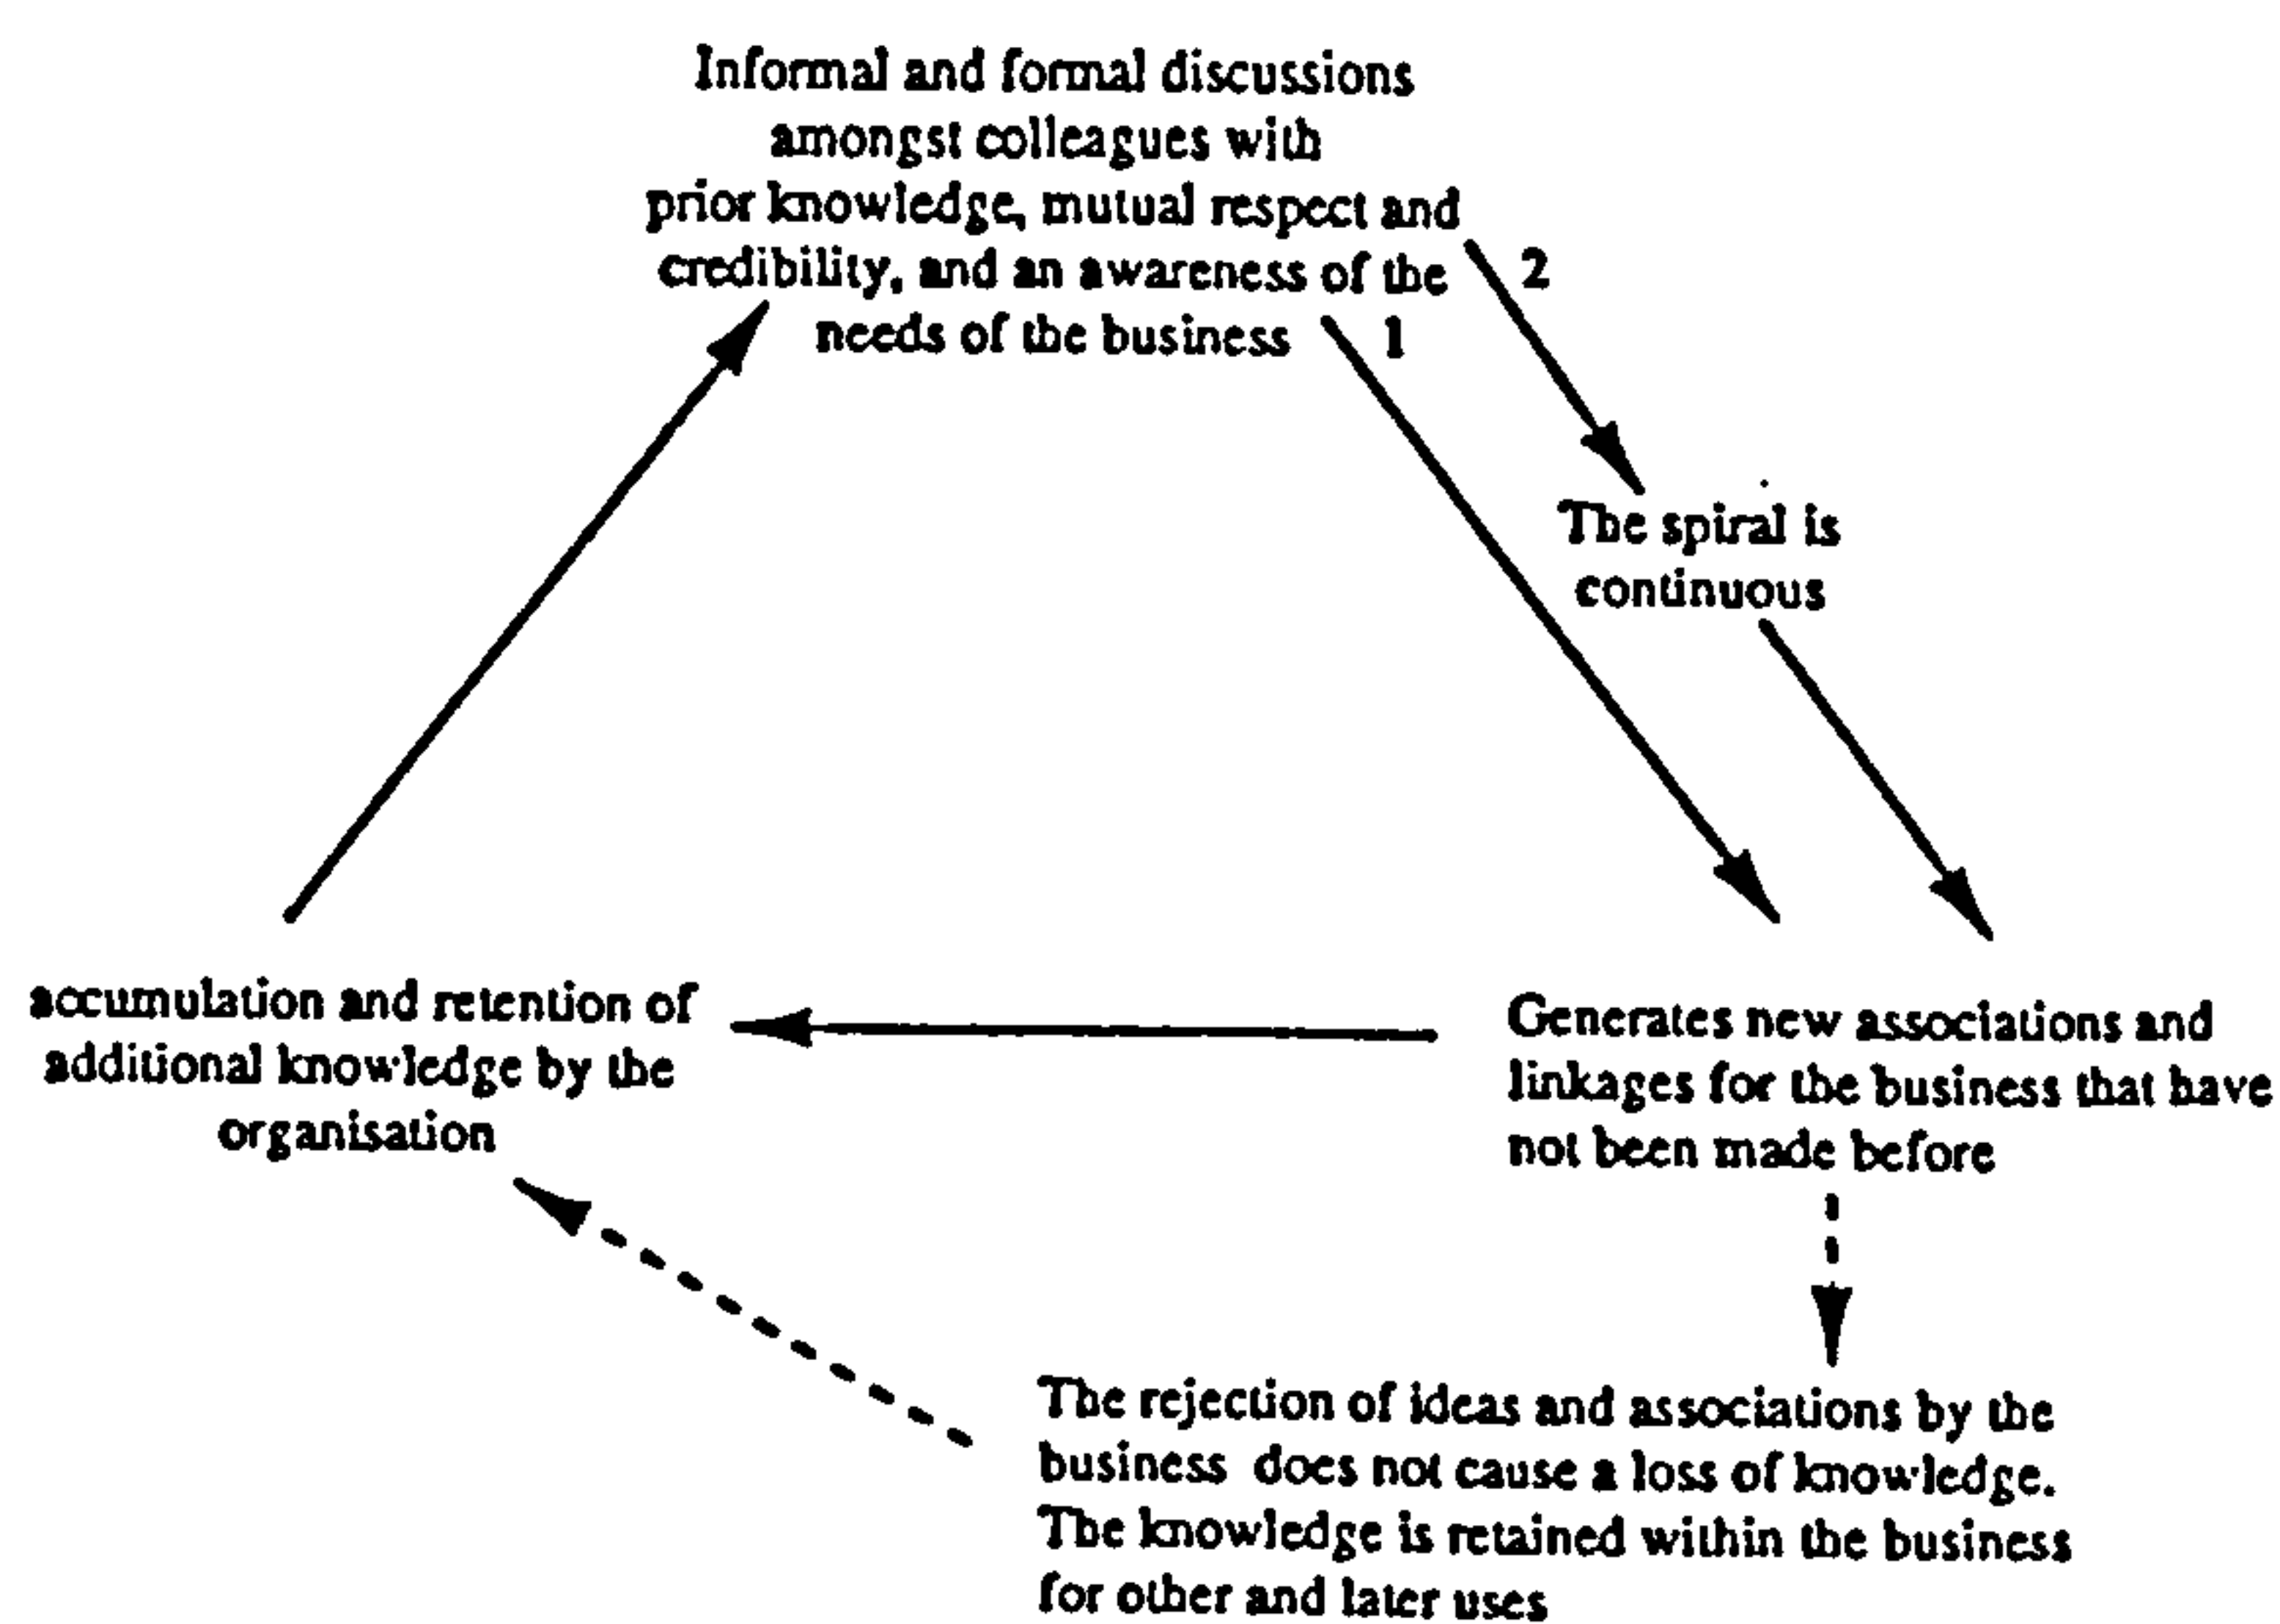 Informal and formal discussions
amongst colleagues with
prior knowledge, mutual respect and
credibility, and an awareness of the
needs of the business
2
1
The spiral is
continuous
accumulation and retention of
additional knowledge by the
organisation
Generates new associations and
linkages for the business that have
not been made before
The rejection of ideas and associations by the
business does not cause a loss of knowledge.
The knowledge is retained within the business
for other and later uses